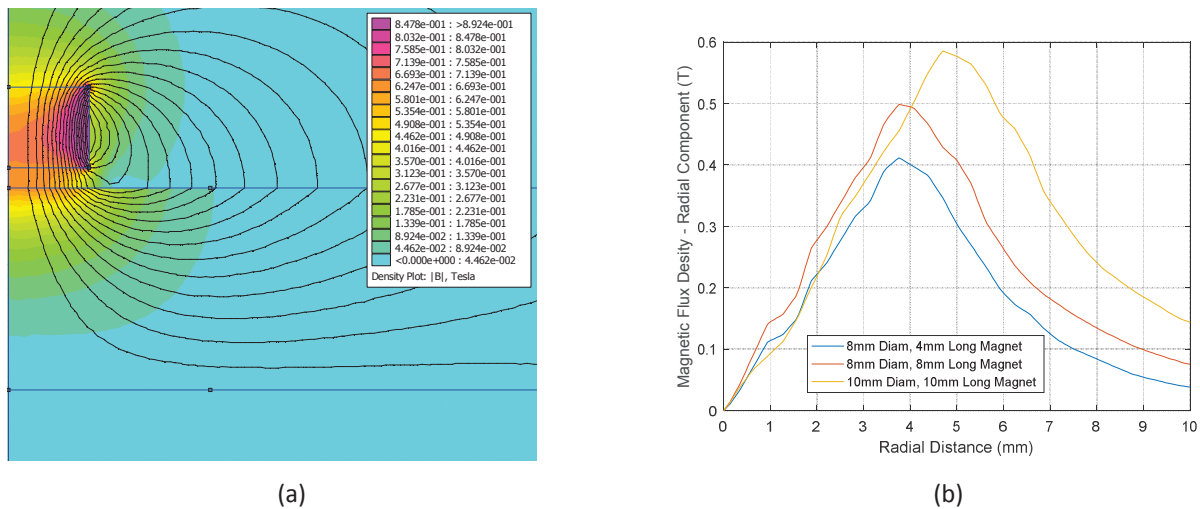 8.478e-001 : >8.924e-001
8.032e-001 : 8.478e-001
7.585e-001 : 8.032e-001
7.139e-001 : 7.585e-001
6.693e-001 : 7.139e-001
6.247e-001 : 6.693e-001
5.801e-001 : 6.247e-001
5.354e-001 : 5.801e-001
4.908e-001 : 5.354e-001
4.462e-001 : 4.908e-001
4.016e-001 : 4.462e-001
3.570e-001 : 4.016e-001
3.123e-001 : 3.570e-001
2.677e-001 : 3.123e-001
2.231e-001 : 2.677e-001
1.785e-001 : 2.231e-001
1.339e-001 : 1.785e-001
8.924e-002 : 1.339e-001
4.462e-002 : 8.924e-002
<0.000e+000 : 4.462e-002
Density Plot: |B|, Tesla
(a)
Magnetic Flux Desity - Radial Component (T)
0.6
0.5
0.4
0.3
0.2
0.1
0
8mm Diam, 4mm Long Magnet
8mm Diam, 8mm Long Magnet
10mm Diam, 10mm Long Magnet
0 1 2 3 4 5 6 7 8 9 10
Radial Distance (mm)
(b)